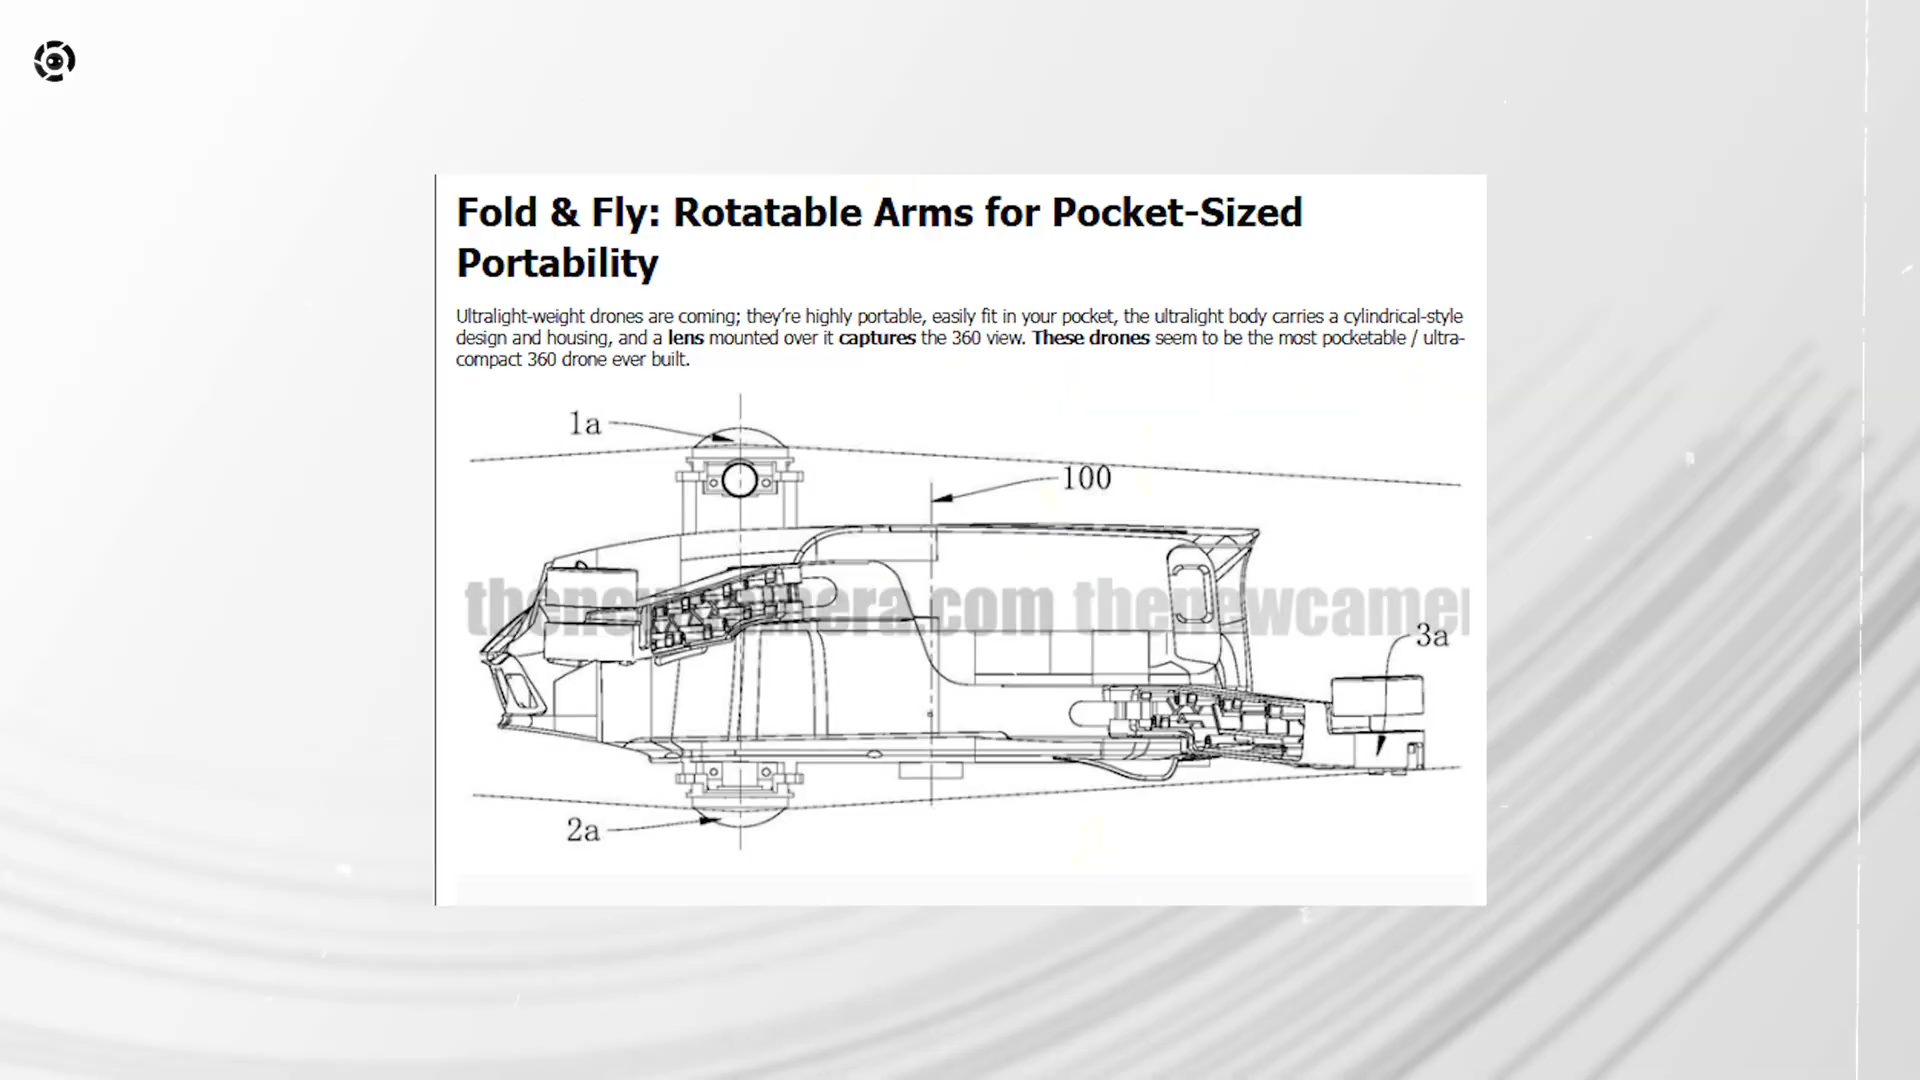 Fold & Fly: Rotatable Arms for Pocket-Sized
Portability
Ultralight-weight drones are coming; they're highly portable, easily fit in your pocket, the ultralight body carries a cylindrical-style
design and housing, and a lens mounted over it captures the 360 view. These drones seem to be the most pocketable / ultra-
compact 360 drone ever built.
1a
100
thenewcamera.com thenewcamer
3a
2a